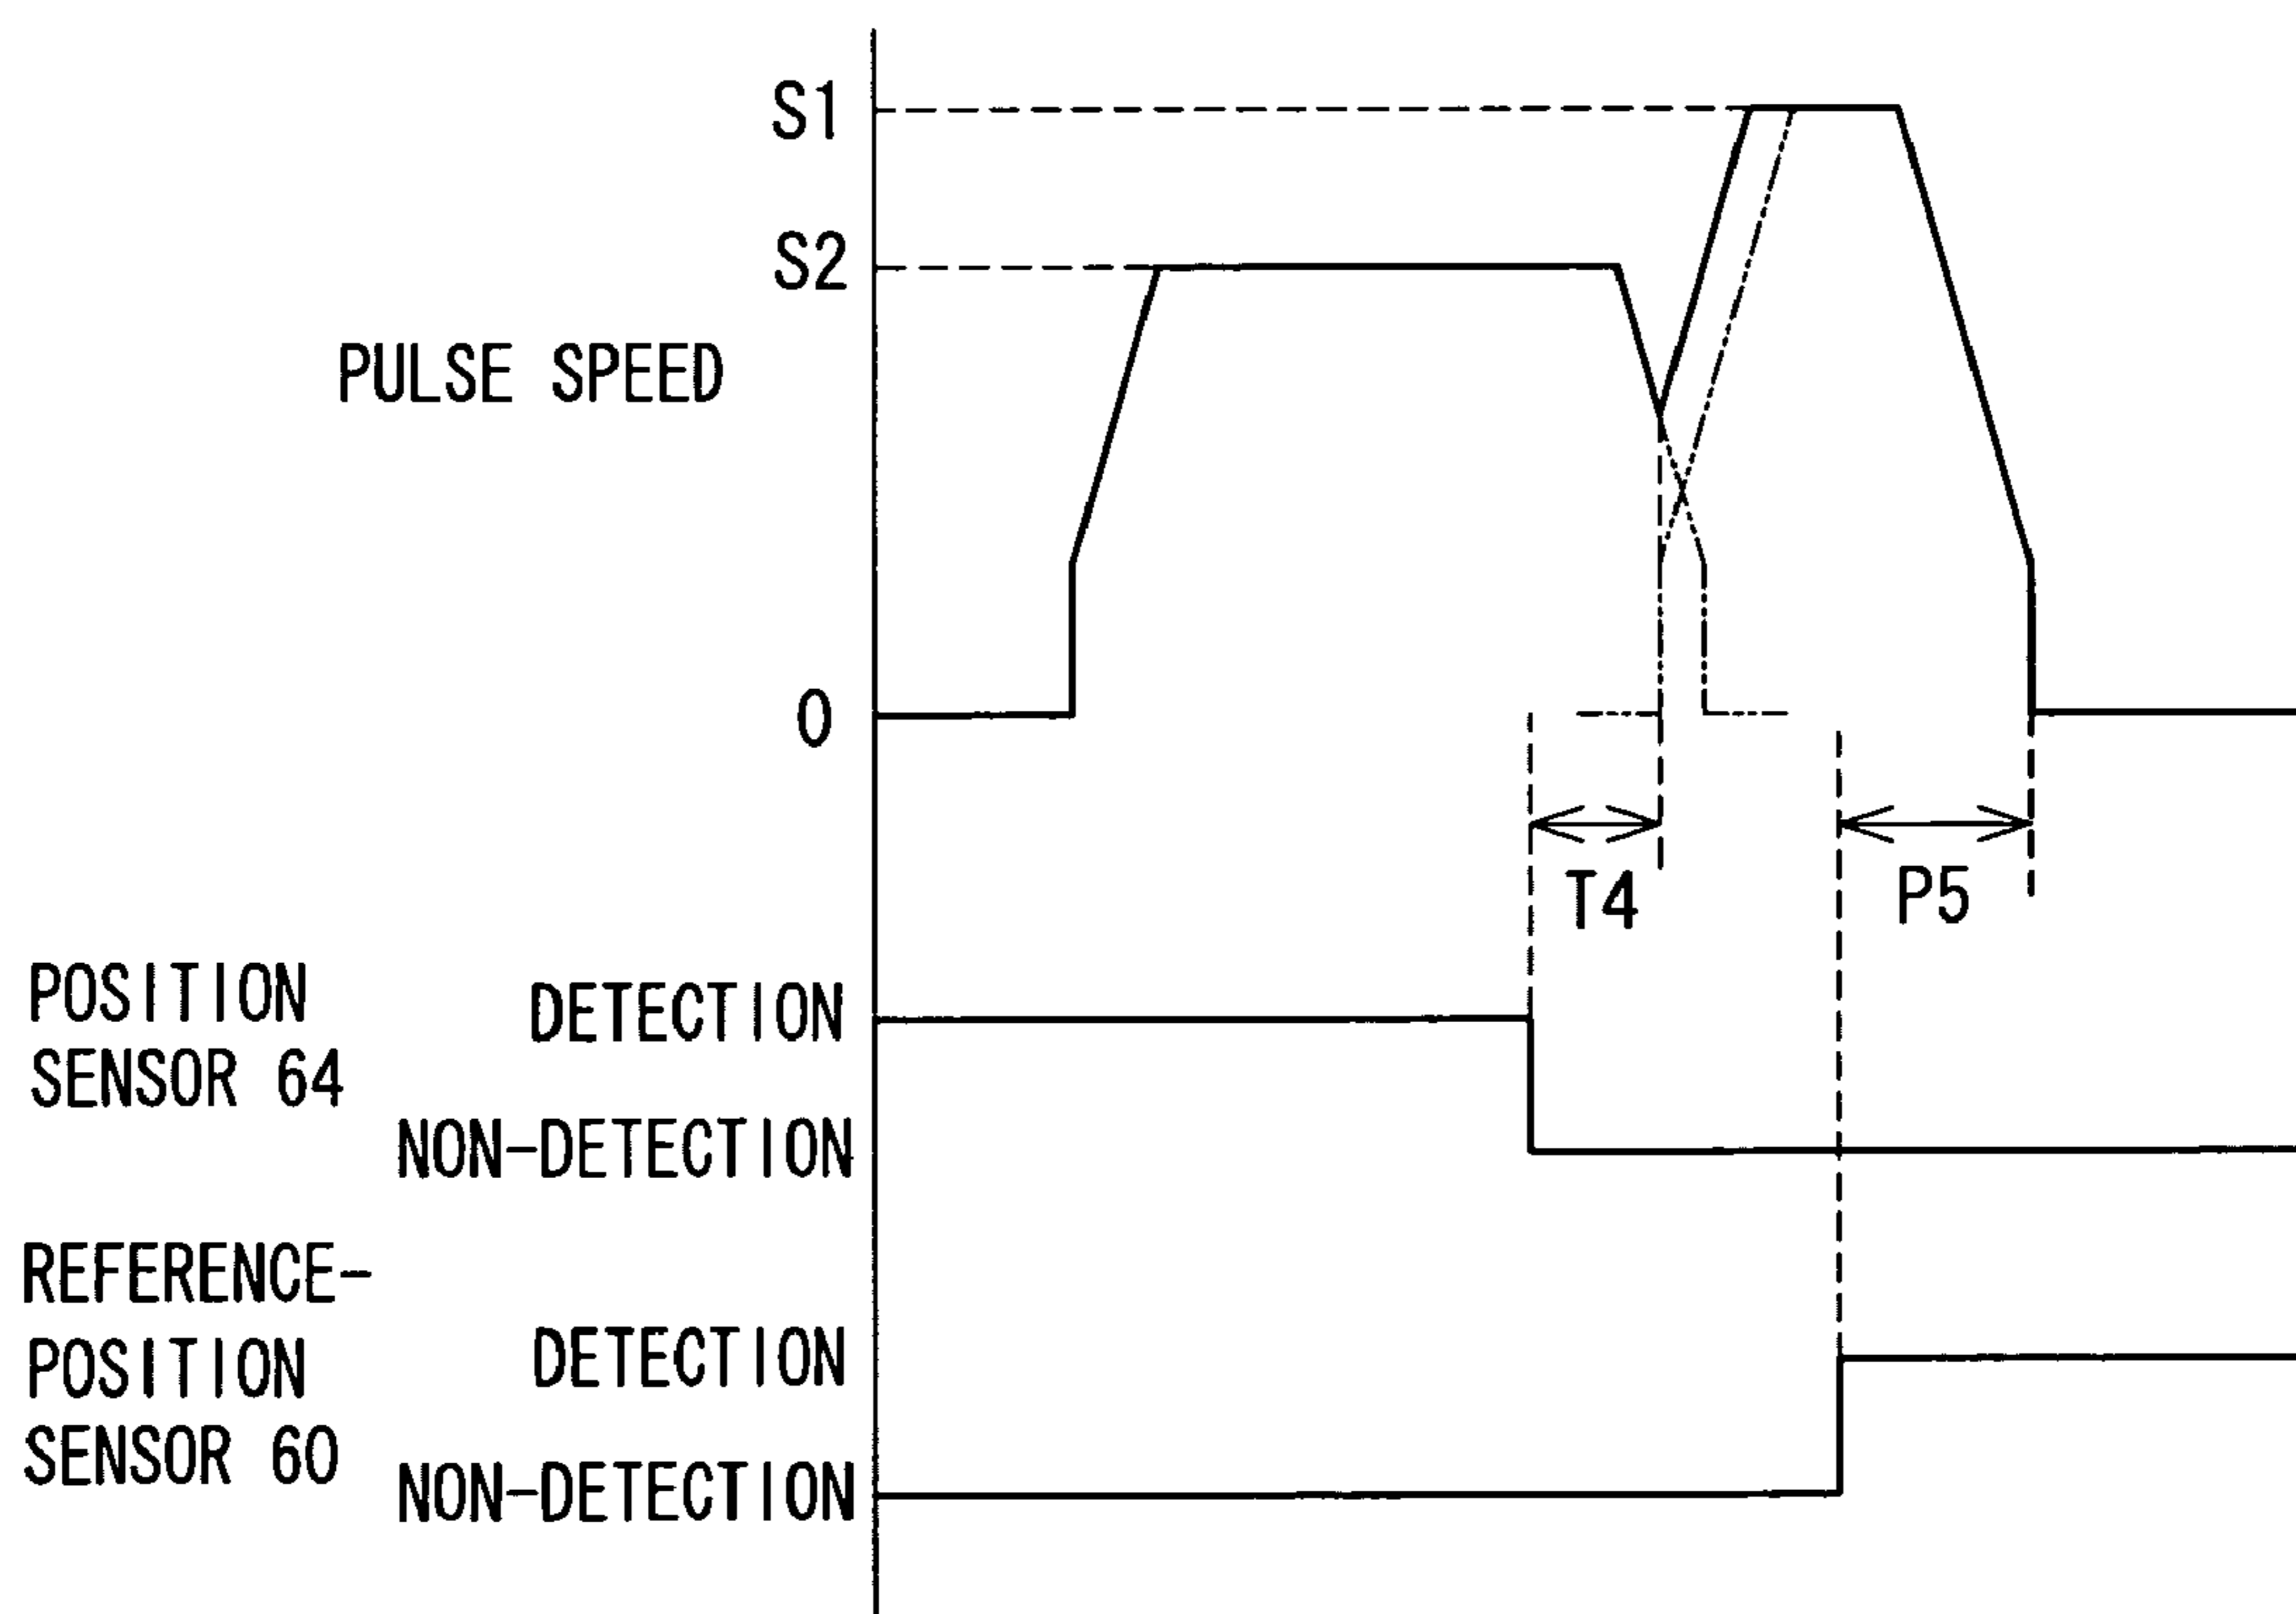 S1
S2
PULSE SPEED
0
T4
P5
POSITION
SENSOR 64
DETECTION
NON-DETECTION
REFERENCE-
POSITION
SENSOR 60
DETECTION
NON-DETECTION